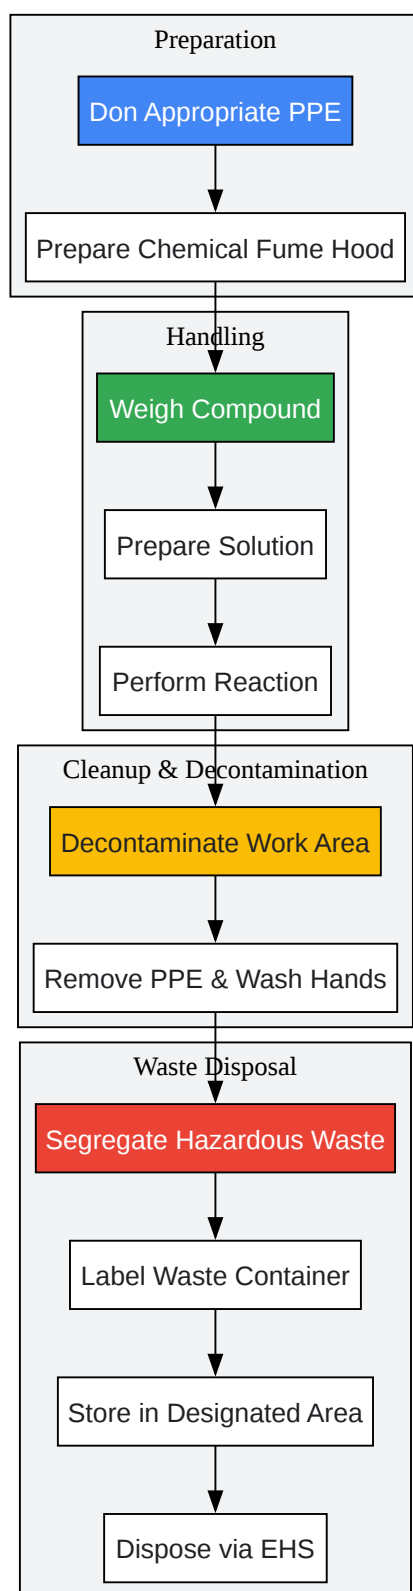 Preparation
Don Appropriate PPE
Prepare Chemical Fume Hood
Handling
Weigh Compound
Prepare Solution
Perform Reaction
Cleanup & Decontamination
Decontaminate Work Area
Remove PPE & Wash Hands
Waste Disposal
Segregate Hazardous Waste
Label Waste Container
Store in Designated Area
Dispose via EHS